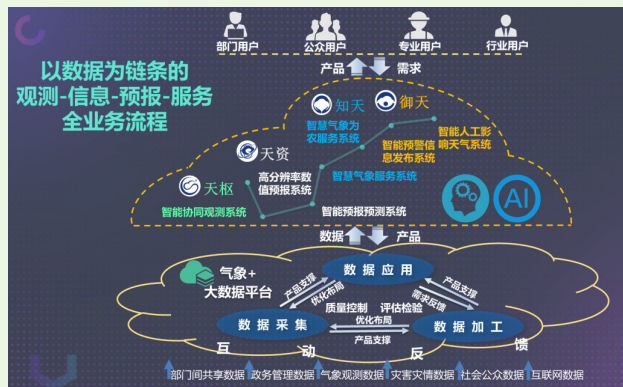 部门用户
公众用户
专业用户
行业用户
产品
需求
以数据为链条的
观测-信息-预报-服务
全业务流程
知天
御天
智慧气象为
农服务系统
智能人工影
响天气系统
智能预警信
息发布系统
天资
高分辨率数
值预报系统
智慧气象服务系统
天枢
智能协同观测系统
智能预报预测系统
AI
数据
产品
气象+
大数据平台
数据应用
产品支撑
优化布局
产品支撑
需求反馈
质量控制
评估检验
数据采集
优化布局
产品支撑
数据加工
互
动
反
馈
部门间共享数据
政务管理数据
气象观测数据
灾害灾情数据
社会公众数据
互联网数据